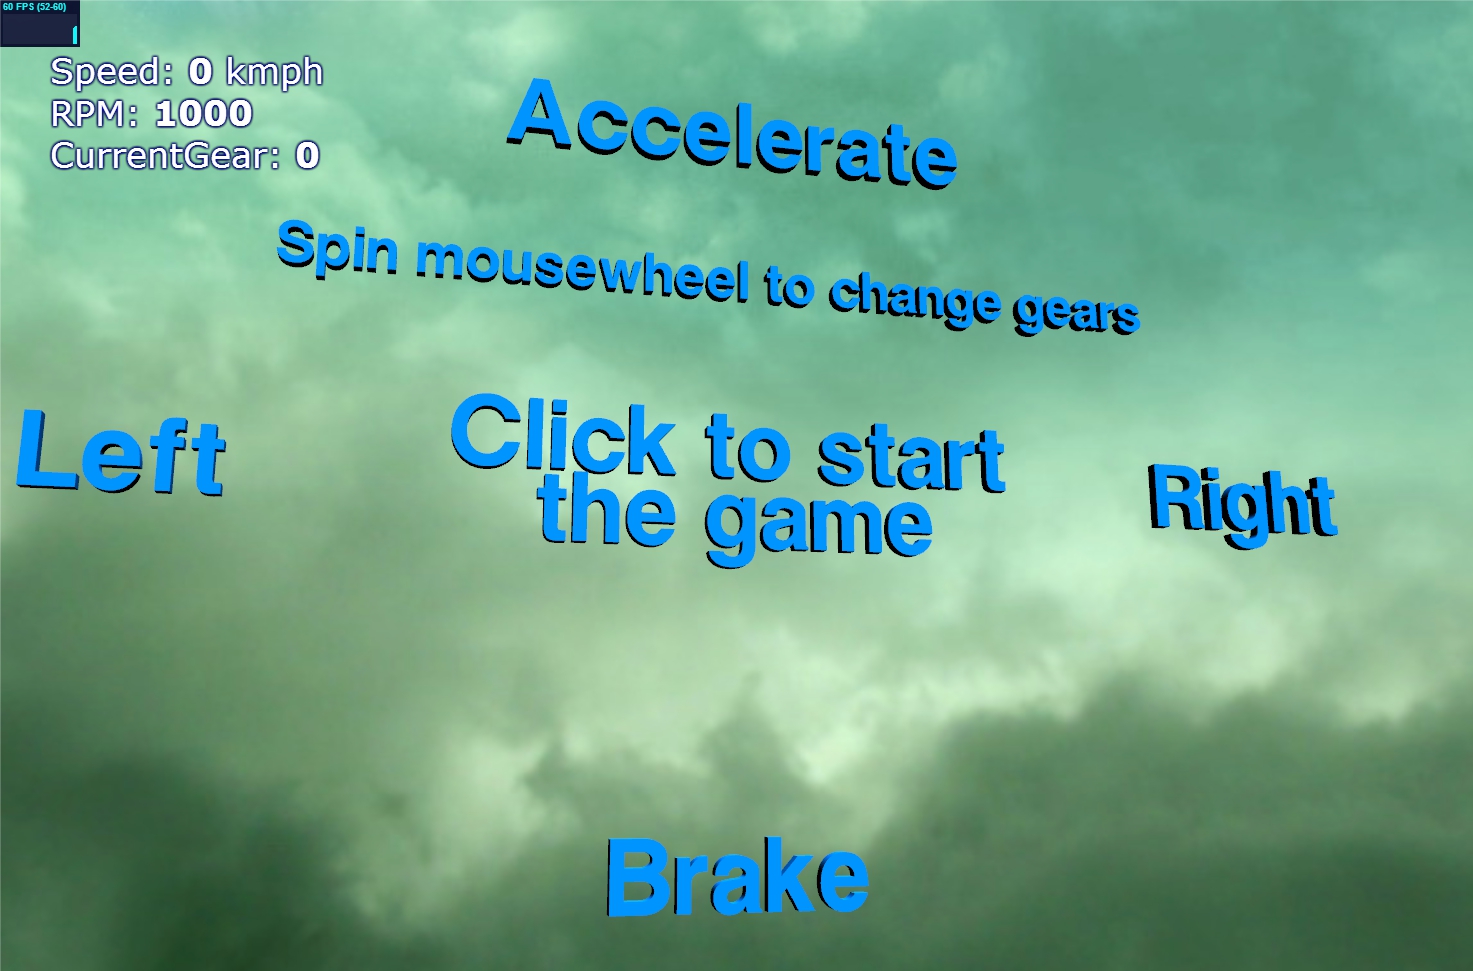 60 FPS (52-60)
Speed: 0 kmph
RPM: 1000
CurrentGear: 0
Accelerate
Spin mousewheel to change gears
Left
Click to start
the game
Right
Brake